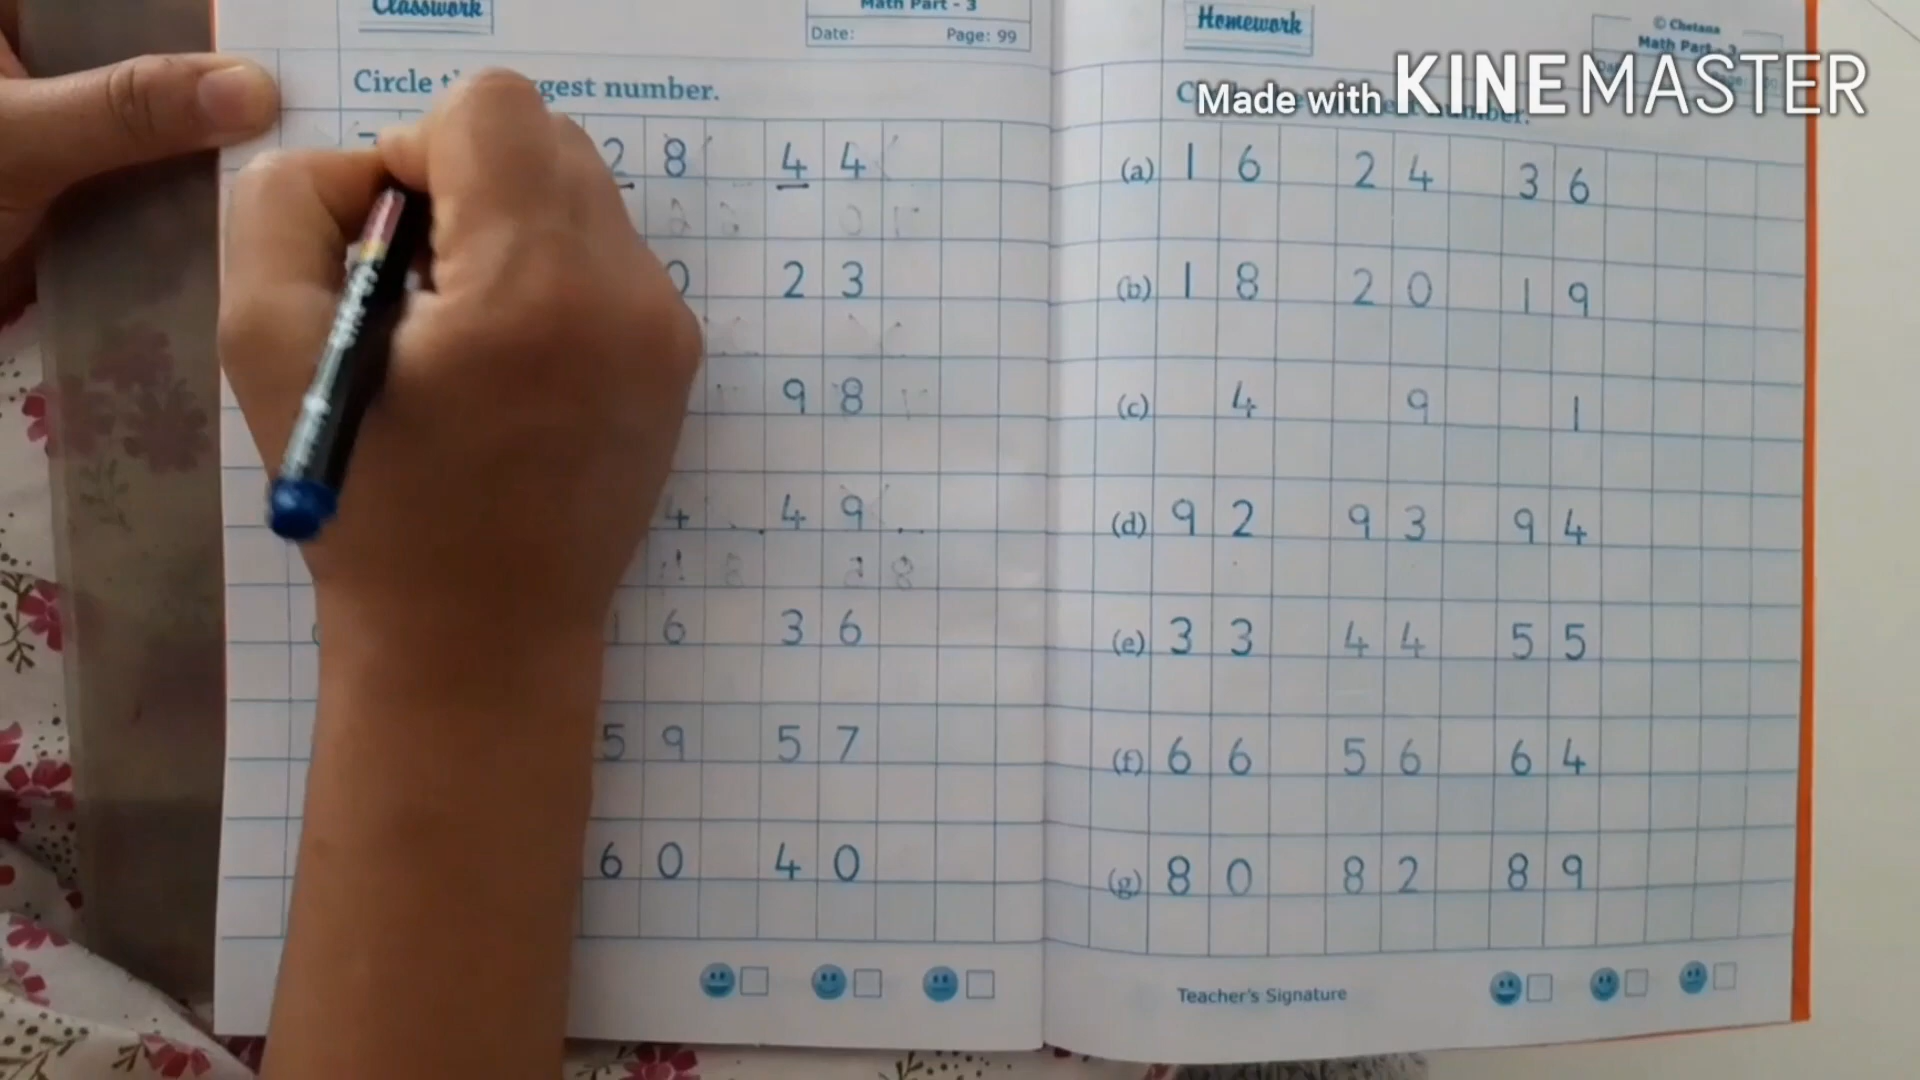 Classwork
Math Part - 3
Date: Page: 99
Circle number.
2 8 4 4
2 3
9 8
4 4 9
6 3 6
5 9 5 7
6 0 4 0
Homework
© Chetana
Math Part
Made with KINEMASTER
number.
(a) 1 6 2 4 3 6
(b) 1 8 2 0 1 9
(c) 4 9 1
(d) 9 2 9 3 9 4
(e) 3 3 4 4 5 5
(f) 6 6 5 6 6 4
(g) 8 0 8 2 8 9
Teacher's Signature